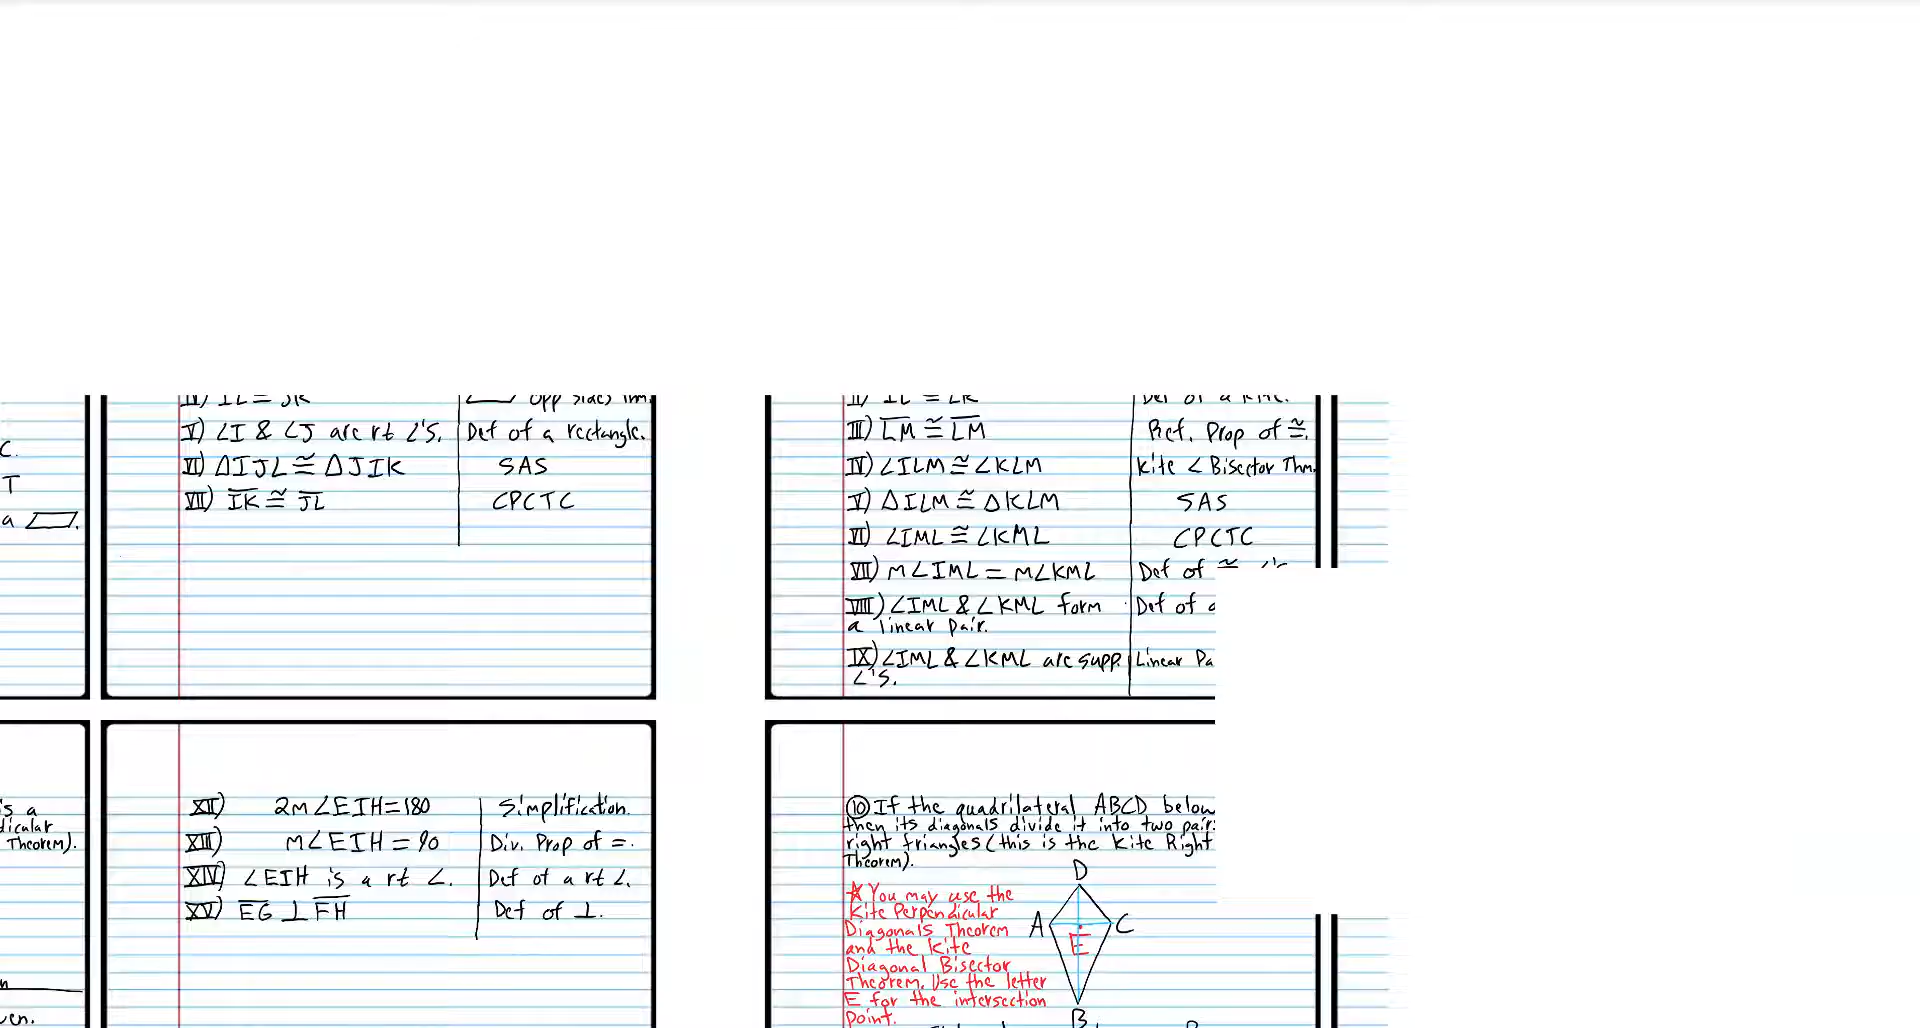 C.
T
a ▱.
V) ∠I & ∠J are rt ∠'s. Def of a rectangle.
VI) ΔIJL ≅ ΔJIK SAS
VII) IK ≅ JL CPCTC
III) LM ≅ LM Ref. Prop of ≅.
IV) ∠ILM ≅ ∠KLM Kite ∠ Bisector Thm.
V) ΔILM ≅ ΔKLM SAS
VI) ∠IML ≅ ∠KML CPCTC
VII) m∠IML = m∠KML Def of ≅
VIII) ∠IML & ∠KML form Def of a
a linear pair.
IX) ∠IML & ∠KML are supp Linear Pa
∠'s.
is a
dicular
Theorem).
ven.
XII) 2m∠EIH=180 Simplification.
XIII) m∠EIH = 90 Div. Prop of =.
XIV) ∠EIH is a rt ∠. Def of a rt ∠.
XV) EG ⊥ FH Def of ⊥.
⑩ If the quadrilateral ABCD below
then its diagonals divide it into two pair
right triangles (this is the Kite Right
Theorem).
D
★ You may use the
Kite Perpendicular
Diagonals Theorem
A C
and the Kite
E
Diagonal Bisector
Theorem. Use the letter
E for the intersection
point.
B